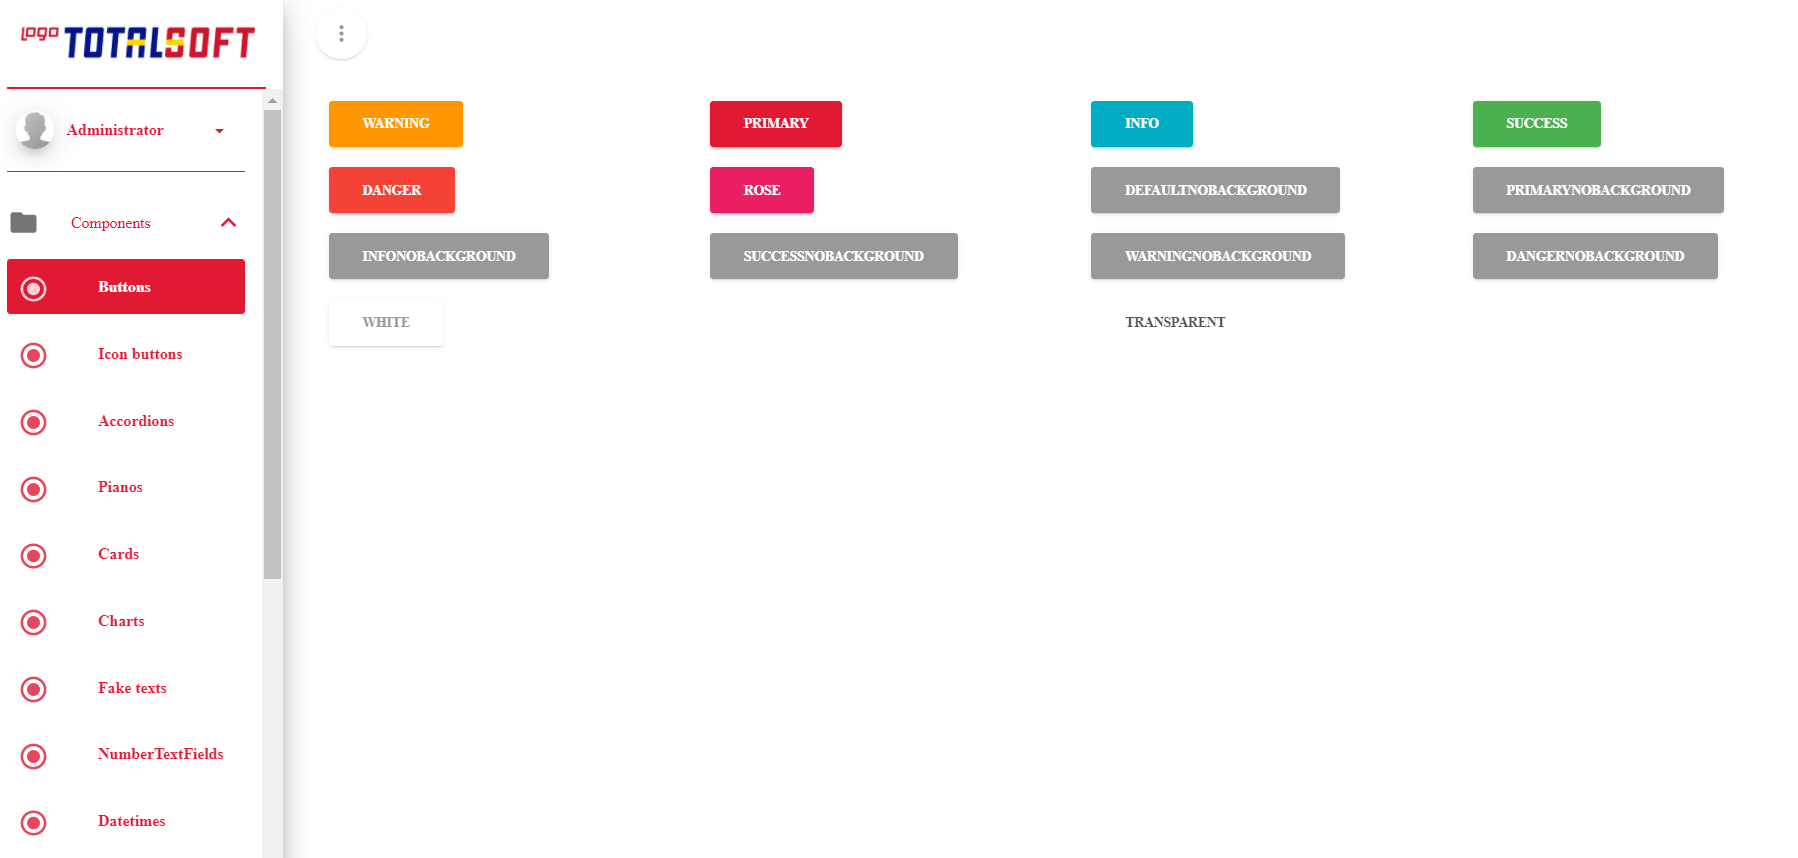 logo TOTALSOFT
Administrator
Components
Buttons
Icon buttons
Accordions
Pianos
Cards
Charts
Fake texts
NumberTextFields
Datetimes
WARNING PRIMARY INFO SUCCESS
DANGER ROSE DEFAULTNOBACKGROUND PRIMARYNOBACKGROUND
INFONOBACKGROUND SUCCESSNOBACKGROUND WARNINGNOBACKGROUND DANGERNOBACKGROUND
WHITE TRANSPARENT